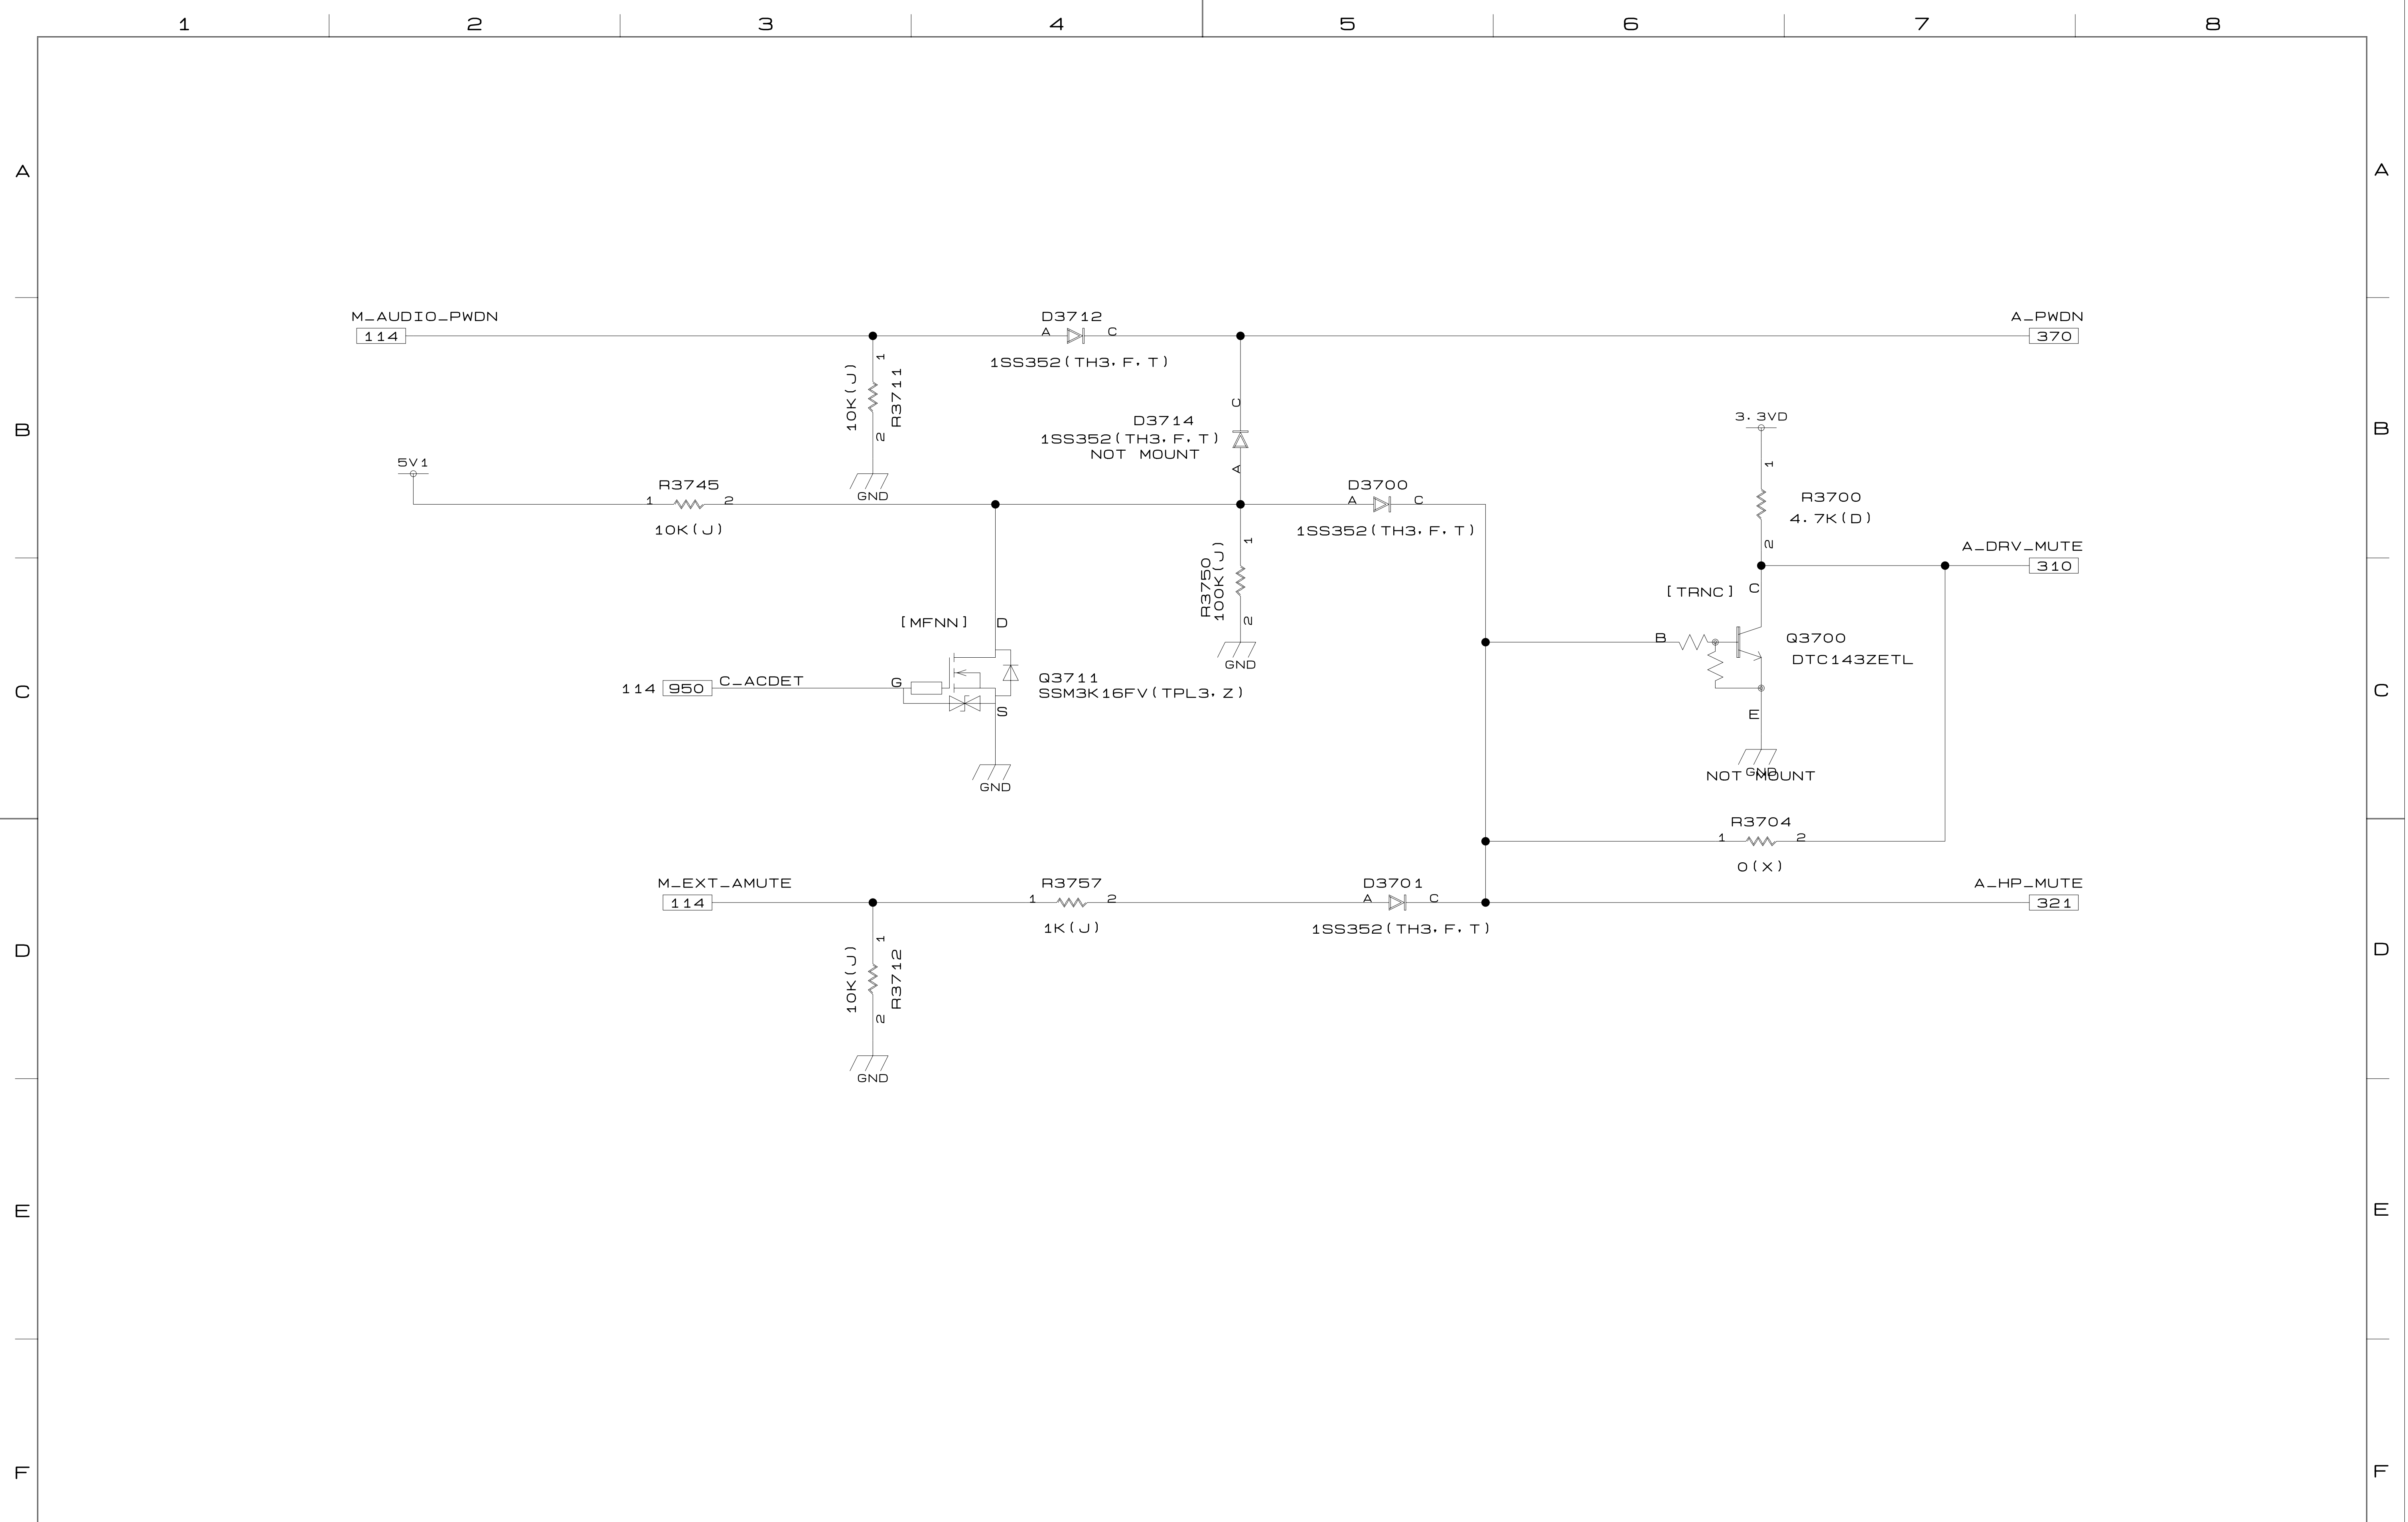 1 2 3 4 5 6 7 8
A A
M_AUDIO_PWDN
114
D3712
A C
1SS352(TH3,F,T)
A_PWDN
370
1
10K(J)
R3711
2
GND
C
D3714
1SS352(TH3,F,T)
NOT MOUNT
A
3.3VD
1
R3700
4.7K(D)
2
B B
5V1
R3745
1 2
10K(J)
D3700
A C
1SS352(TH3,F,T)
1
R3750
100K(J)
2
GND
A_DRV_MUTE
310
[TRNC] C
B
Q3700
DTC143ZETL
E
GND
NOT MOUNT
[MFNN] D
C_ACDET
114 950
G
Q3711
SSM3K16FV(TPL3,Z)
S
GND
C C
R3704
1 2
0(X)
M_EXT_AMUTE
114
R3757
1 2
1K(J)
D3701
A C
1SS352(TH3,F,T)
A_HP_MUTE
321
1
10K(J)
R3712
2
GND
D D
E E
F F